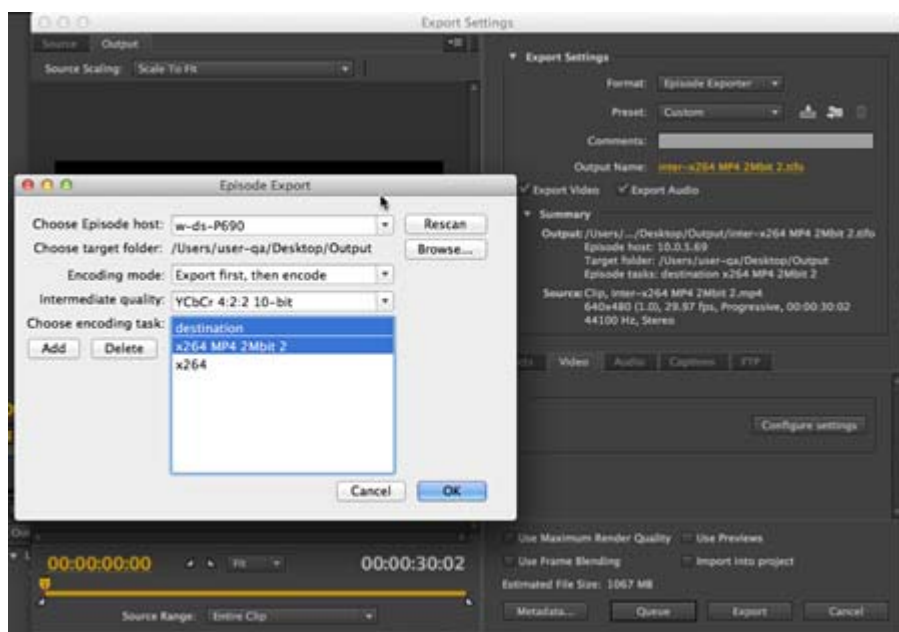 Export Settings
Source Output
Source Scaling: Scale To Fit
Export Settings
Format: Episode Exporter
Preset: Custom
Comments:
Output Name: inter-x264 MP4 2Mbit 2.tifo
Export Video Export Audio
Summary
Output: /Users/.../Desktop/Output/inter-x264 MP4 2Mbit 2.tifo
Episode host: 10.0.5.69
Target folder: /Users/user-qa/Desktop/Output
Episode tasks: destination x264 MP4 2Mbit 2
Source: Clip, inter-x264 MP4 2Mbit 2.mp4
640x480 (1.0), 29.97 fps, Progressive, 00:00:30:02
44100 Hz, Stereo
Video Audio Captions FTP
Configure settings
Use Maximum Render Quality Use Previews
Use Frame Blending Import into project
Estimated File Size: 1067 MB
Metadata... Queue Export Cancel
Episode Export
Choose Episode host: w-ds-P690 Rescan
Choose target folder: /Users/user-qa/Desktop/Output Browse...
Encoding mode: Export first, then encode
Intermediate quality: YCbCr 4:2:2 10-bit
Choose encoding task: destination
Add Delete x264 MP4 2Mbit 2
x264
Cancel OK
00:00:00:00 Fit 00:00:30:02
Source Range: Entire Clip